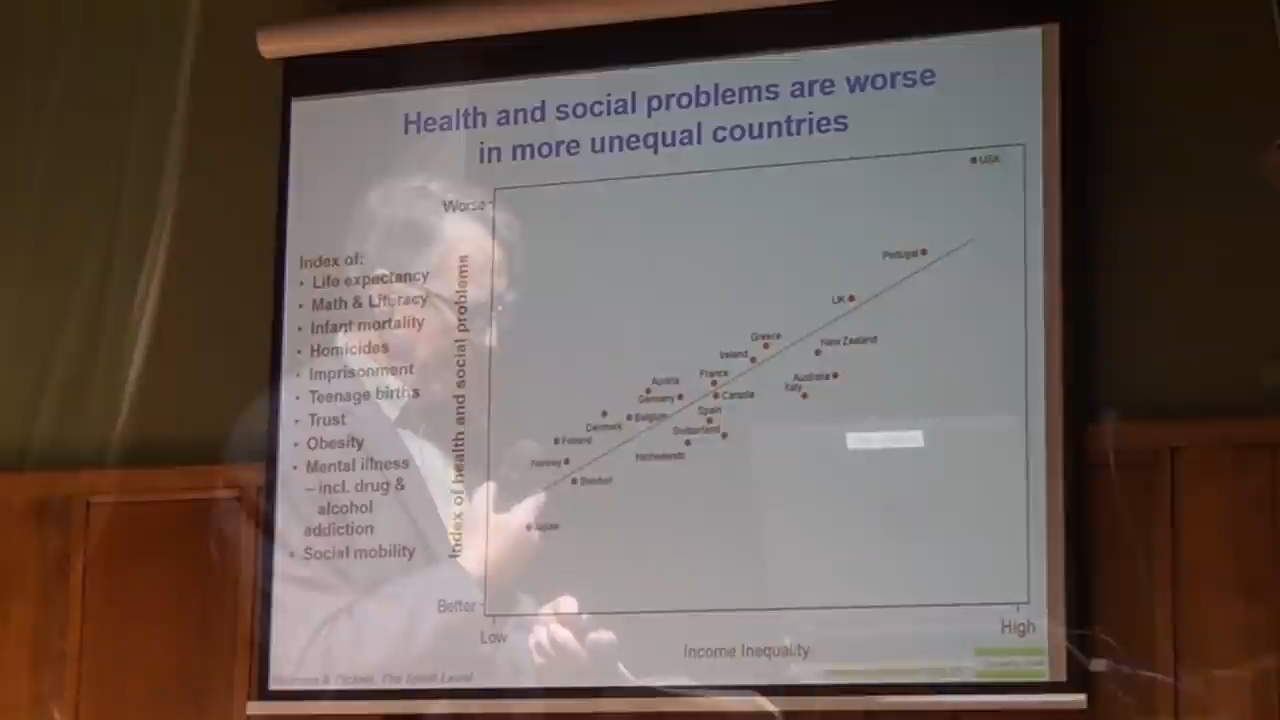 Health and social problems are worse
in more unequal countries
Worse
Index of:
• Life expectancy
• Math & Literacy
• Infant mortality
• Homicides
• Imprisonment
• Teenage births
• Trust
• Obesity
• Mental illness
– incl. drug &
alcohol
addiction
• Social mobility
Index of health and social problems
USA
Portugal
UK
Greece
New Zealand
Ireland
France
Australia
Italy
Austria
Germany
Canada
Spain
Belgium
Denmark
Switzerland
Finland
Netherlands
Norway
Sweden
Japan
Better
Low
High
Income Inequality
The Spirit Level